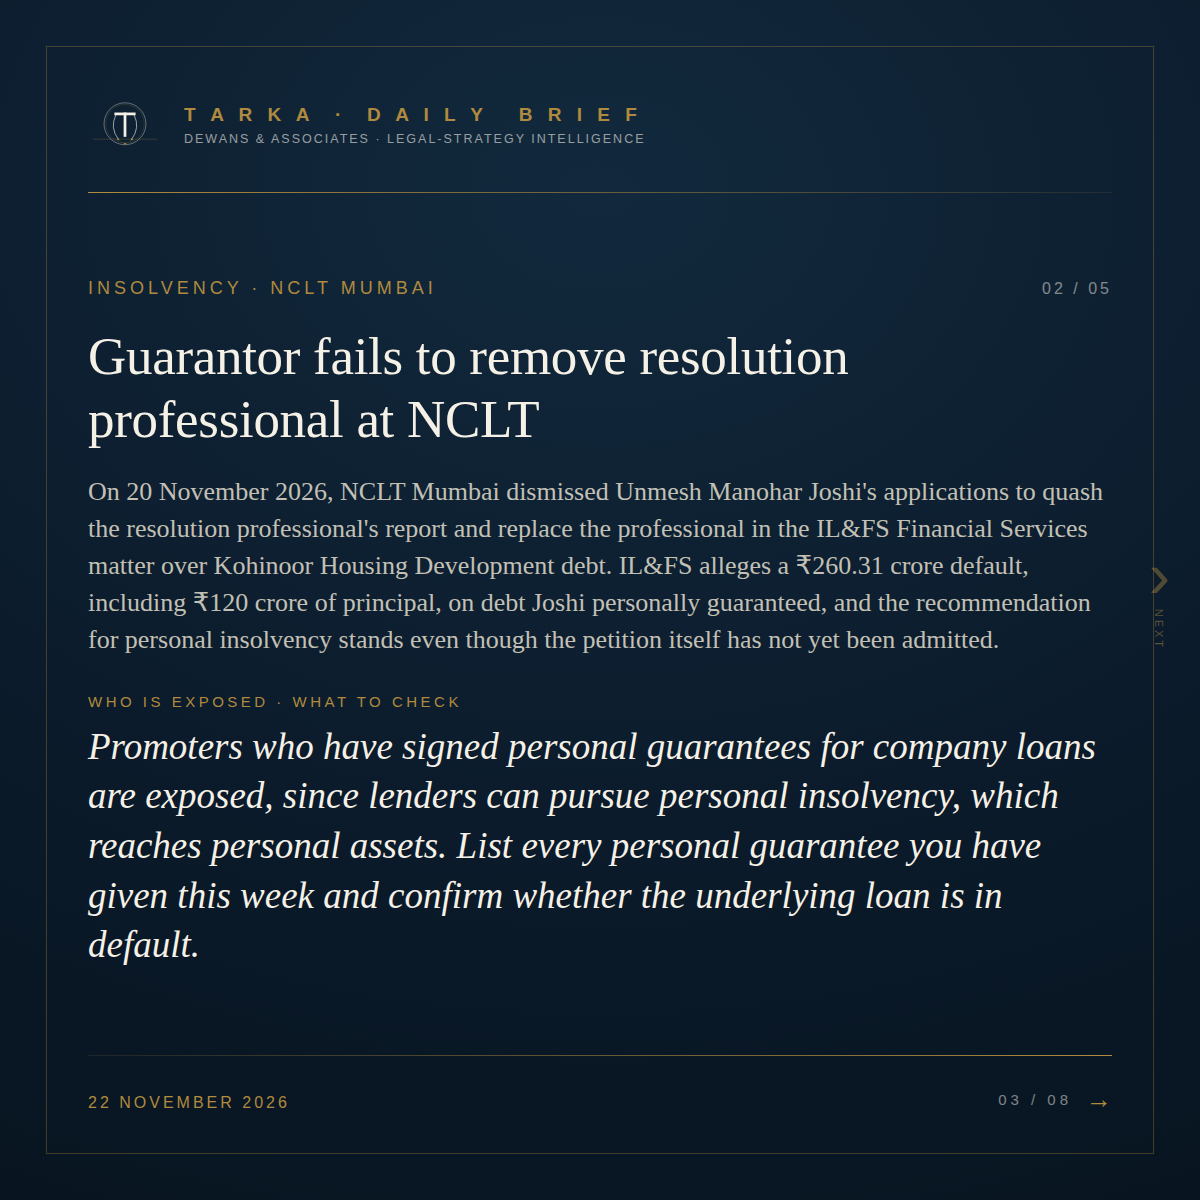 T
TARKA · DAILY BRIEF
DEWANS & ASSOCIATES · LEGAL-STRATEGY INTELLIGENCE
INSOLVENCY · NCLT MUMBAI
02 / 05
Guarantor fails to remove resolution
professional at NCLT
On 20 November 2026, NCLT Mumbai dismissed Unmesh Manohar Joshi's applications to quash
the resolution professional's report and replace the professional in the IL&FS Financial Services
matter over Kohinoor Housing Development debt. IL&FS alleges a ₹260.31 crore default,
including ₹120 crore of principal, on debt Joshi personally guaranteed, and the recommendation
for personal insolvency stands even though the petition itself has not yet been admitted.
NEXT
WHO IS EXPOSED · WHAT TO CHECK
Promoters who have signed personal guarantees for company loans
are exposed, since lenders can pursue personal insolvency, which
reaches personal assets. List every personal guarantee you have
given this week and confirm whether the underlying loan is in
default.
22 NOVEMBER 2026
03 / 08 →